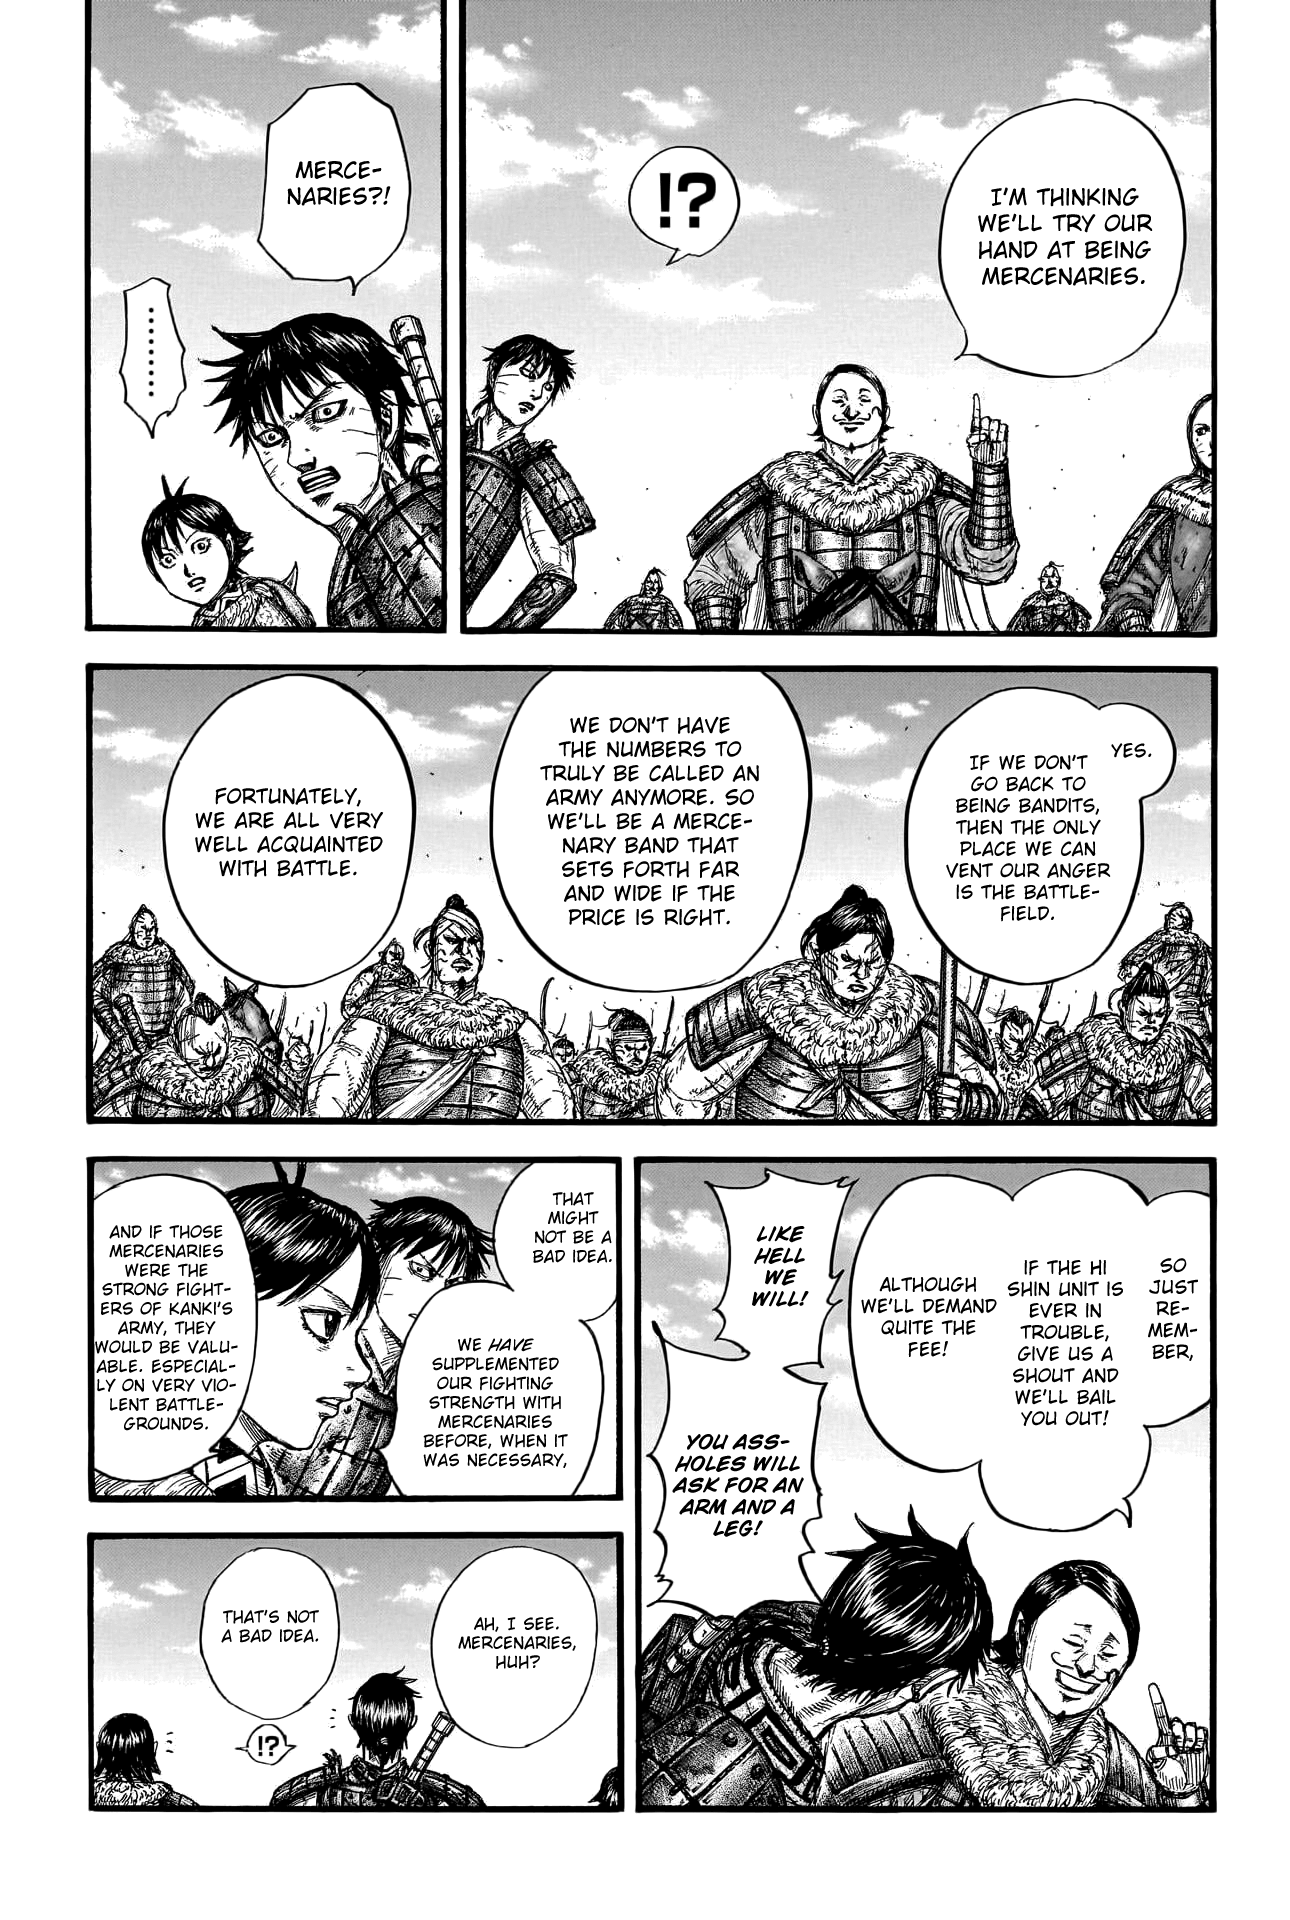 I'M THINKING
WE'LL TRY OUR
HAND AT BEING
MERCENARIES.
!?
MERCE-
NARIES?!
........
YES.
IF WE DON'T
GO BACK TO
BEING BANDITS,
THEN THE ONLY
PLACE WE CAN
VENT OUR ANGER
IS THE BATTLE-
FIELD.
WE DON'T HAVE
THE NUMBERS TO
TRULY BE CALLED AN
ARMY ANYMORE. SO
WE'LL BE A MERCE-
NARY BAND THAT
SETS FORTH FAR
AND WIDE IF THE
PRICE IS RIGHT.
FORTUNATELY,
WE ARE ALL VERY
WELL ACQUAINTED
WITH BATTLE.
SO
JUST
RE-
MEM-
BER,
IF THE HI
SHIN UNIT IS
EVER IN
TROUBLE,
GIVE US A
SHOUT AND
WE'LL BAIL
YOU OUT!
ALTHOUGH
WE'LL DEMAND
QUITE THE
FEE!
LIKE
HELL
WE
WILL!
YOU ASS-
HOLES WILL
ASK FOR AN
ARM AND A
LEG!
THAT
MIGHT
NOT BE A
BAD IDEA.
WE HAVE
SUPPLEMENTED
OUR FIGHTING
STRENGTH WITH
MERCENARIES
BEFORE, WHEN IT
WAS NECESSARY,
AND IF THOSE
MERCENARIES
WERE THE
STRONG FIGHT-
ERS OF KANKI'S
ARMY, THEY
WOULD BE VALU-
ABLE. ESPECIAL-
LY ON VERY VIO-
LENT BATTLE-
GROUNDS.
AH, I SEE.
MERCENARIES,
HUH?
THAT'S NOT
A BAD IDEA.
!?